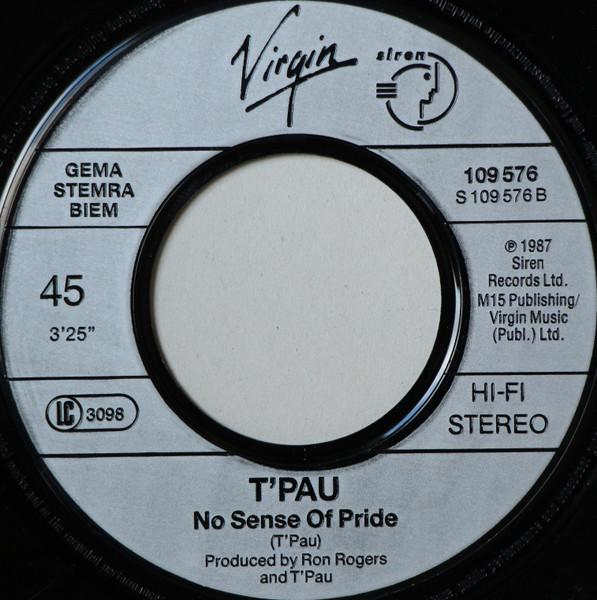 Virgin
siren
GEMA
STEMRA
BIEM
109 576
S 109 576 B
℗ 1987
Siren
Records Ltd.
M15 Publishing/
Virgin Music
(Publ.) Ltd.
45
3'25"
LC 3098
HI-FI
STEREO
T'PAU
No Sense Of Pride
(T'Pau)
Produced by Ron Rogers
and T'Pau